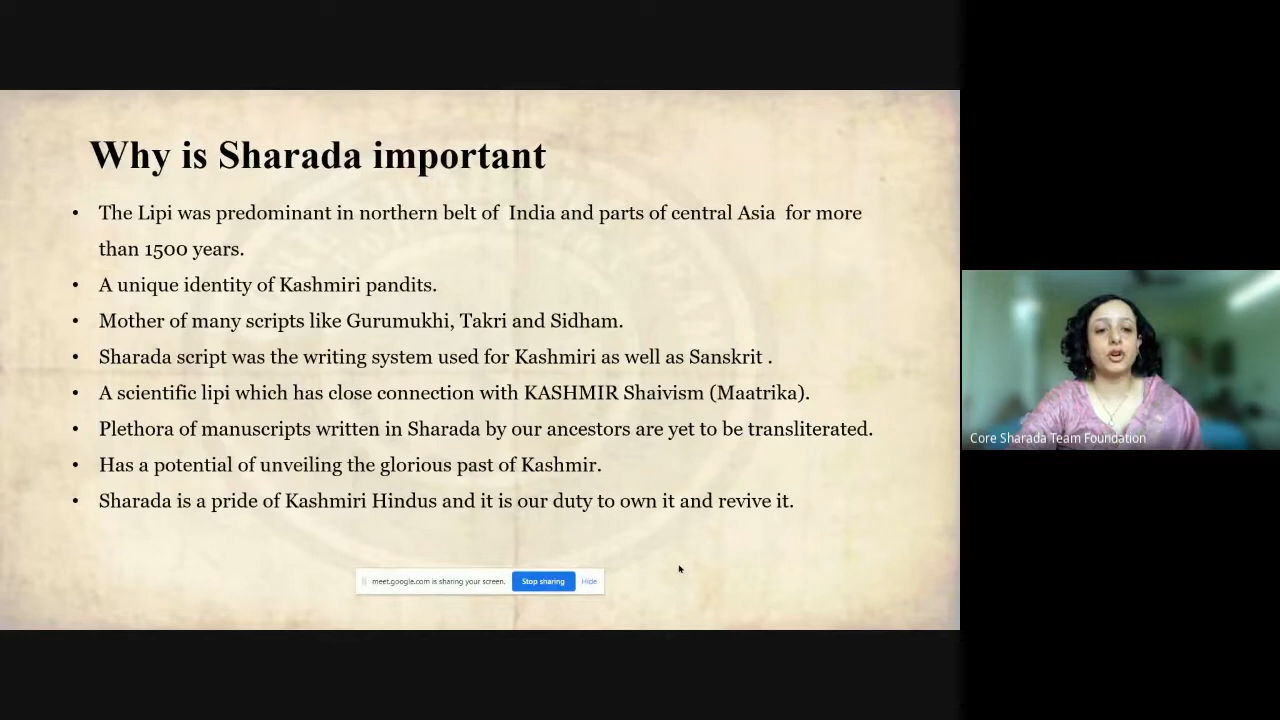 Why is Sharada important
• The Lipi was predominant in northern belt of India and parts of central Asia for more
than 1500 years.
• A unique identity of Kashmiri pandits.
• Mother of many scripts like Gurumukhi, Takri and Sidham.
• Sharada script was the writing system used for Kashmiri as well as Sanskrit .
• A scientific lipi which has close connection with KASHMIR Shaivism (Maatrika).
• Plethora of manuscripts written in Sharada by our ancestors are yet to be transliterated.
• Has a potential of unveiling the glorious past of Kashmir.
• Sharada is a pride of Kashmiri Hindus and it is our duty to own it and revive it.
meet.google.com is sharing your screen. Stop sharing Hide
Core Sharada Team Foundation